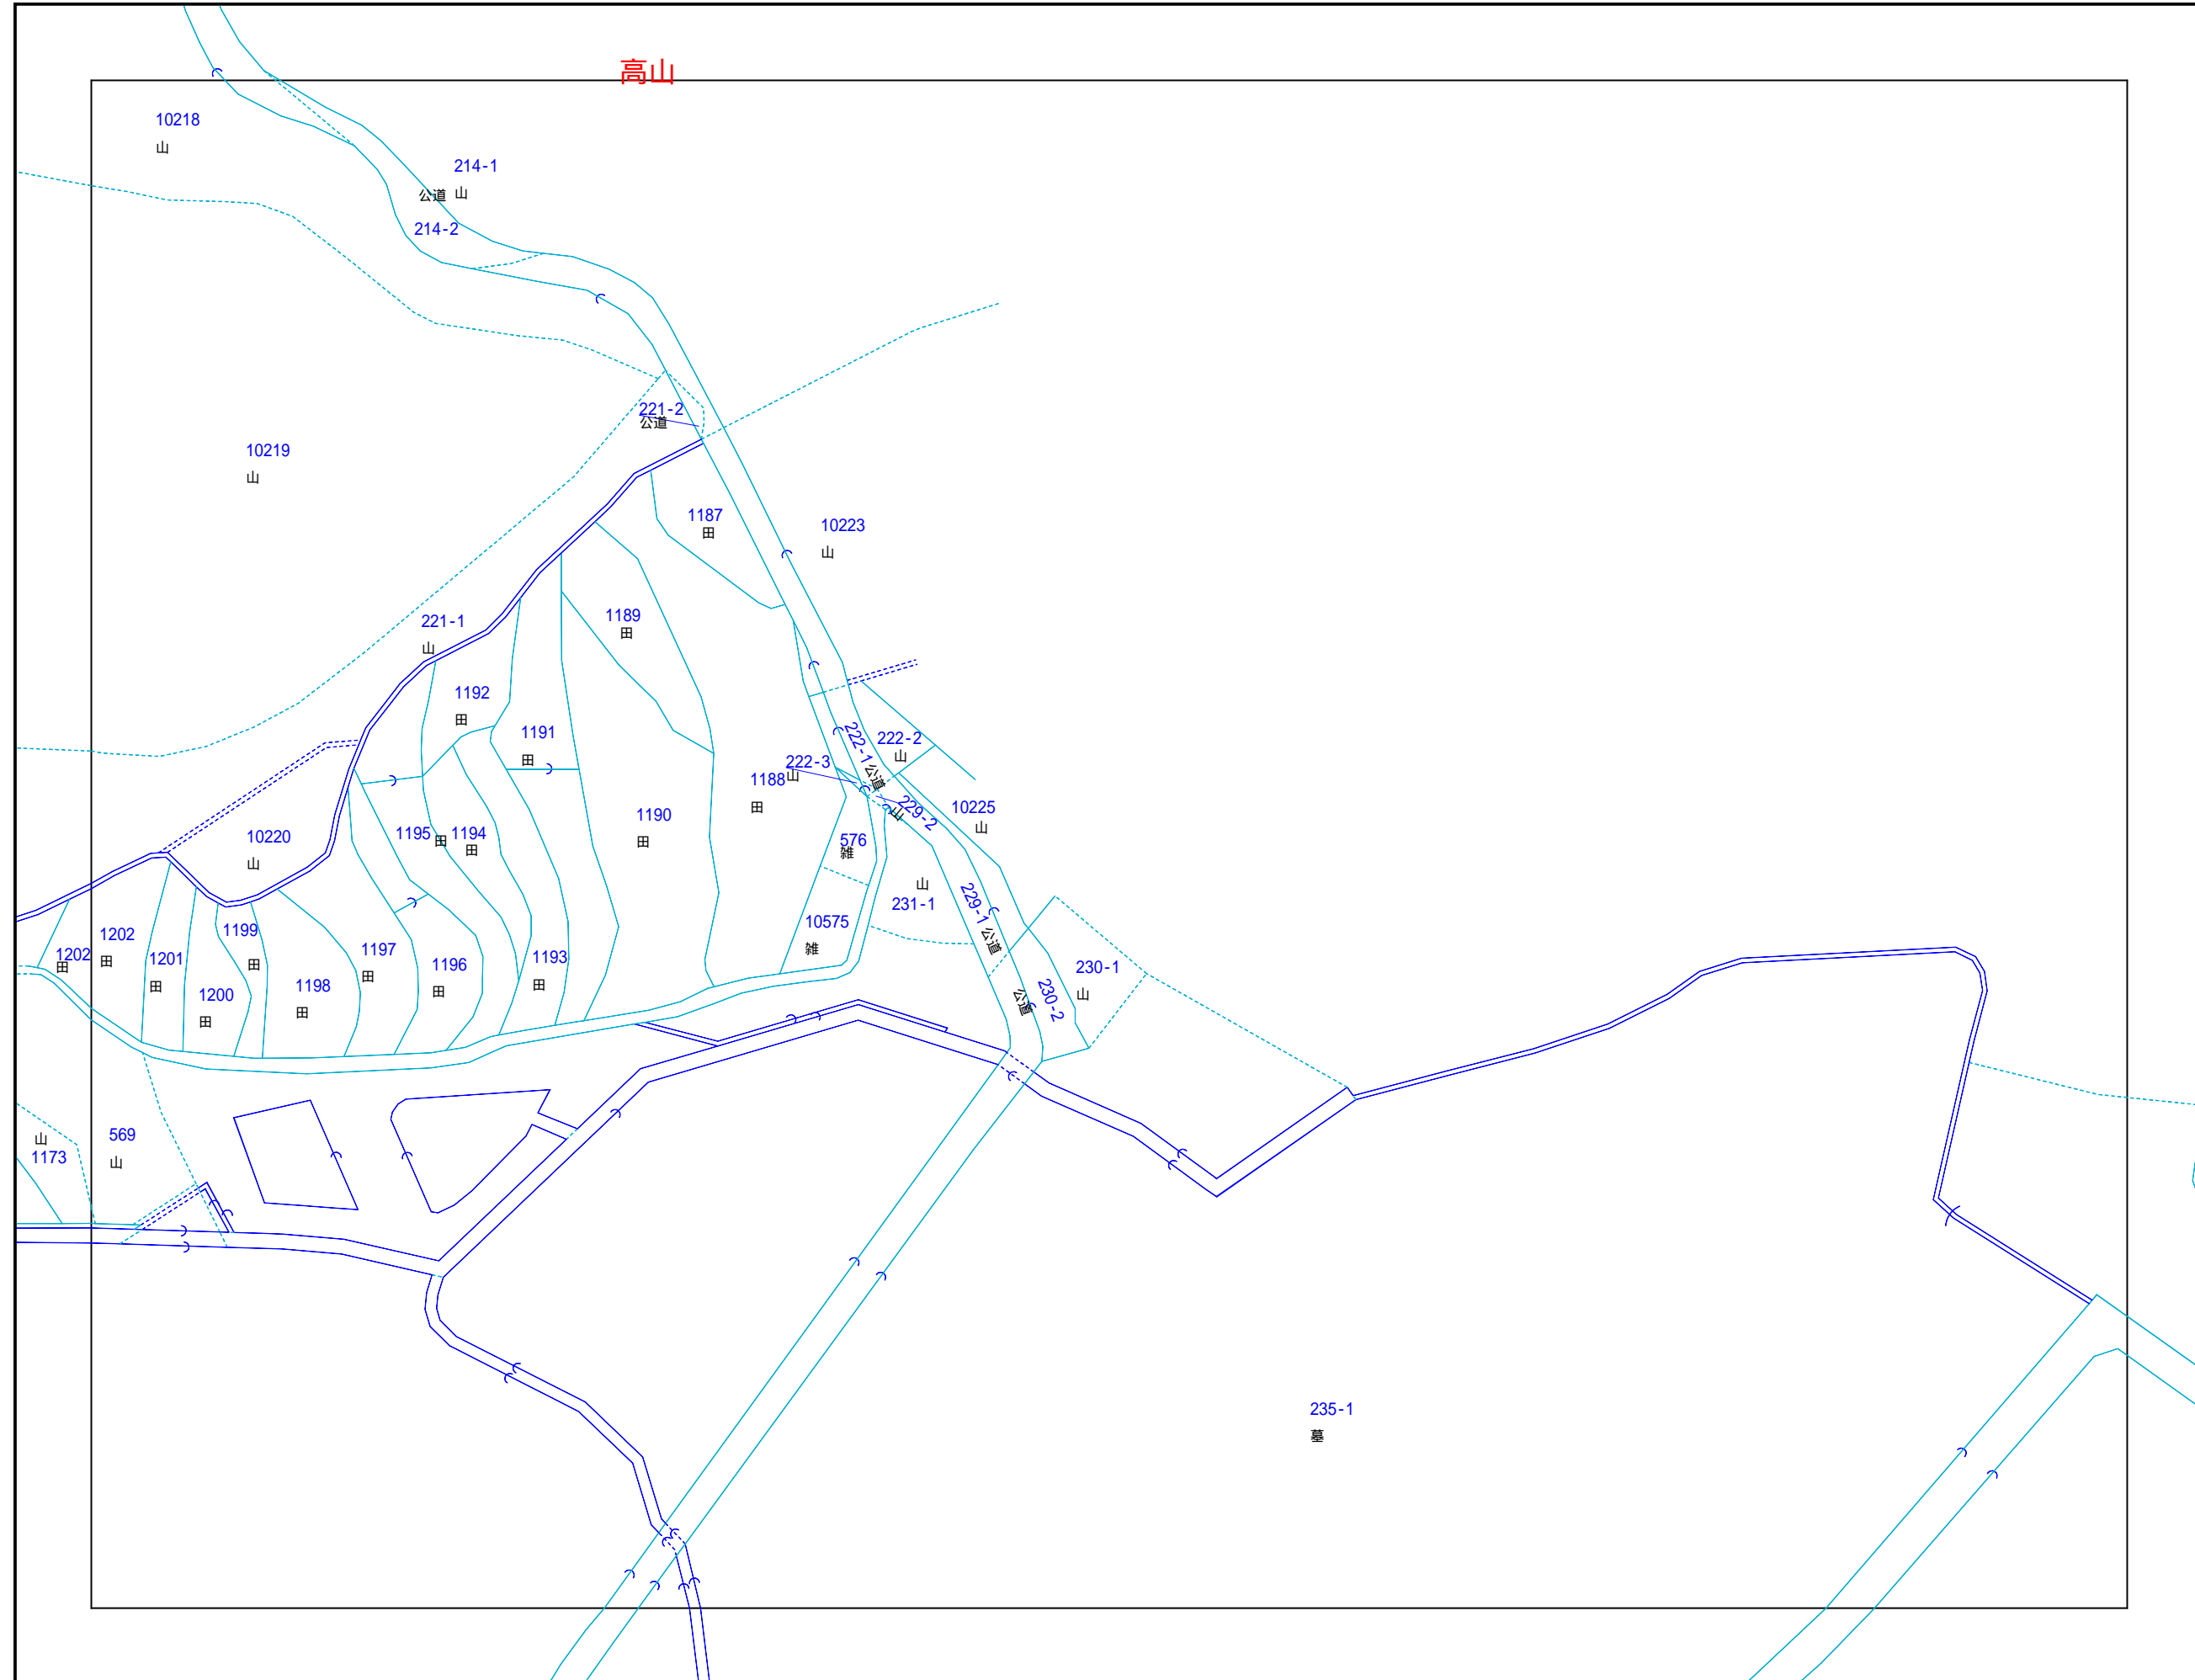 高山
10218
山
214-1
公道 山
214-2
221-2
公道
10219
山
1187
田
10223
山
1189
田
221-1
山
1192
田
1191
田
222-1 公道
222-2
山
222-3
山
1188
田
229-2
山
10225
山
1190
田
1195
田
1194
田
576
雑
10220
山
山
231-1
229-1 公道
10575
雑
1199
田
1202
田
1202
田
1201
田
1197
田
1193
田
1196
田
230-1
山
230-2
公道
1198
田
1200
田
569
山
山
1173
235-1
墓